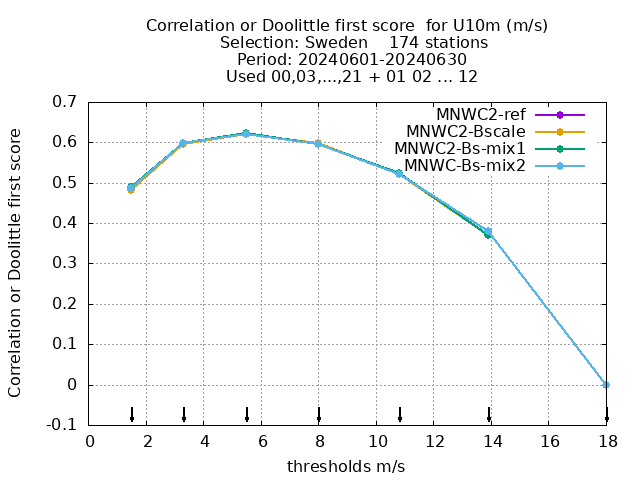 Correlation or Doolittle first score  for U10m (m/s)
Selection: Sweden    174 stations
Period: 20240601-20240630
Used 00,03,...,21 + 01 02 ... 12
MNWC2-ref
MNWC2-Bscale
MNWC2-Bs-mix1
MNWC-Bs-mix2
Correlation or Doolittle first score
0.7
0.6
0.5
0.4
0.3
0.2
0.1
0
-0.1
0 2 4 6 8 10 12 14 16 18
thresholds m/s